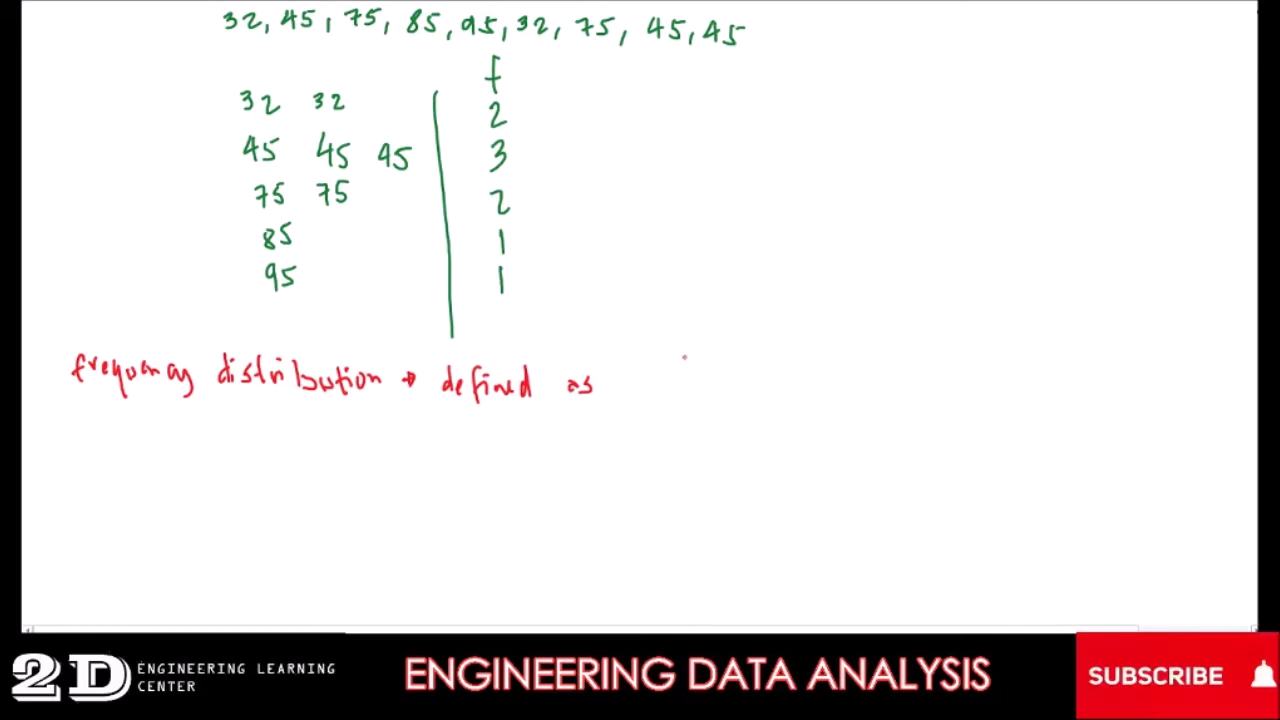 32, 45, 75, 85, 95, 32, 75, 45, 45
f
32 32 2
45 45 45 3
75 75 2
85 1
95 1
frequency distribution → defined as
2D ENGINEERING LEARNING
CENTER
ENGINEERING DATA ANALYSIS
SUBSCRIBE